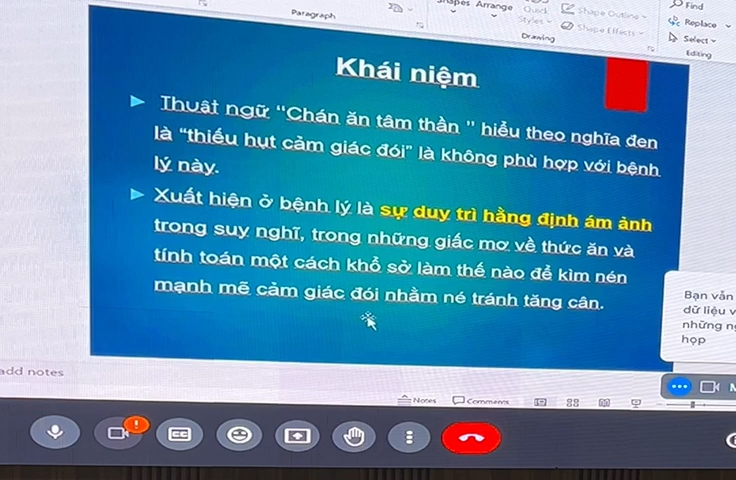 Shapes Arrange Quick Styles Shape Outline Shape Effects
Find
Replace
Select
Paragraph
Drawing
Editing
Khái niệm
Thuật ngữ “Chán ăn tâm thần ” hiểu theo nghĩa đen
là “thiếu hụt cảm giác đói” là không phù hợp với bệnh
lý này.
Xuất hiện ở bệnh lý là sự duy trì hằng định ám ảnh
trong suy nghĩ, trong những giấc mơ về thức ăn và
tính toán một cách khổ sở làm thế nào để kìm nén
mạnh mẽ cảm giác đói nhằm né tránh tăng cân.
Bạn vẫn
dữ liệu v
những ng
họp
add notes
Notes
Comments
CC